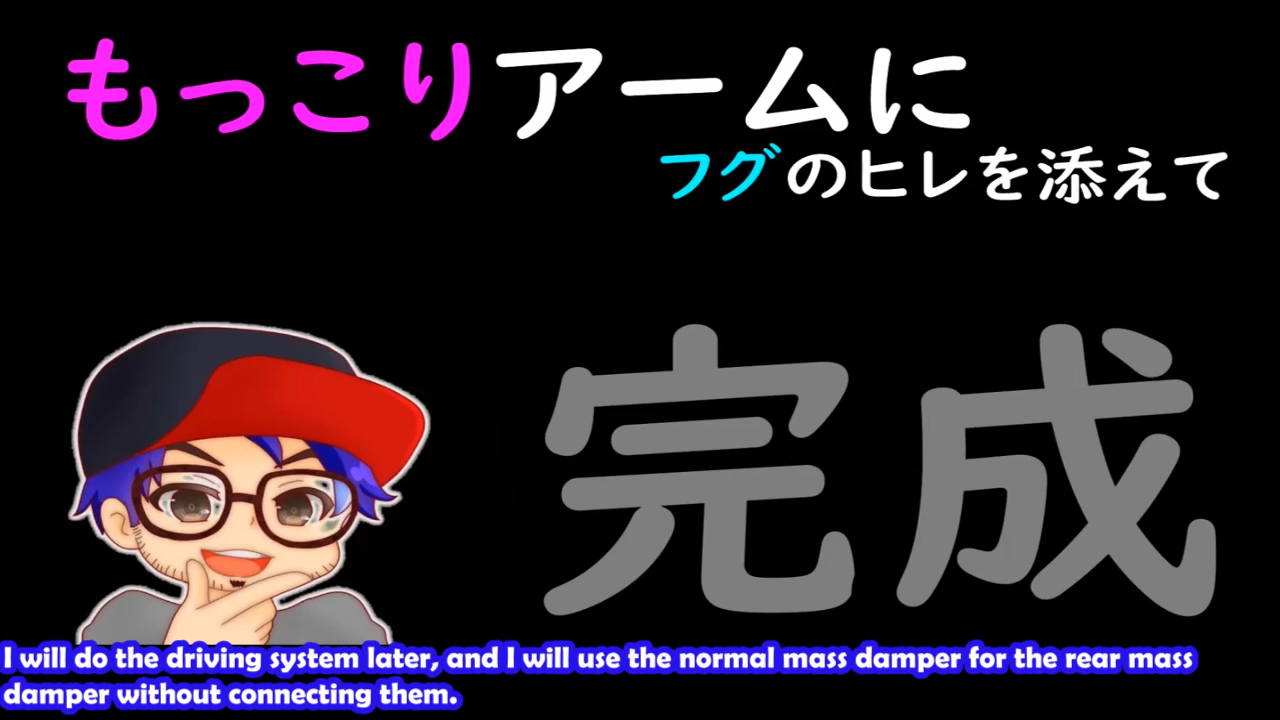 もっこりアームに
フグのヒレを添えて
完成
I will do the driving system later, and I will use the normal mass damper for the rear mass
damper without connecting them.